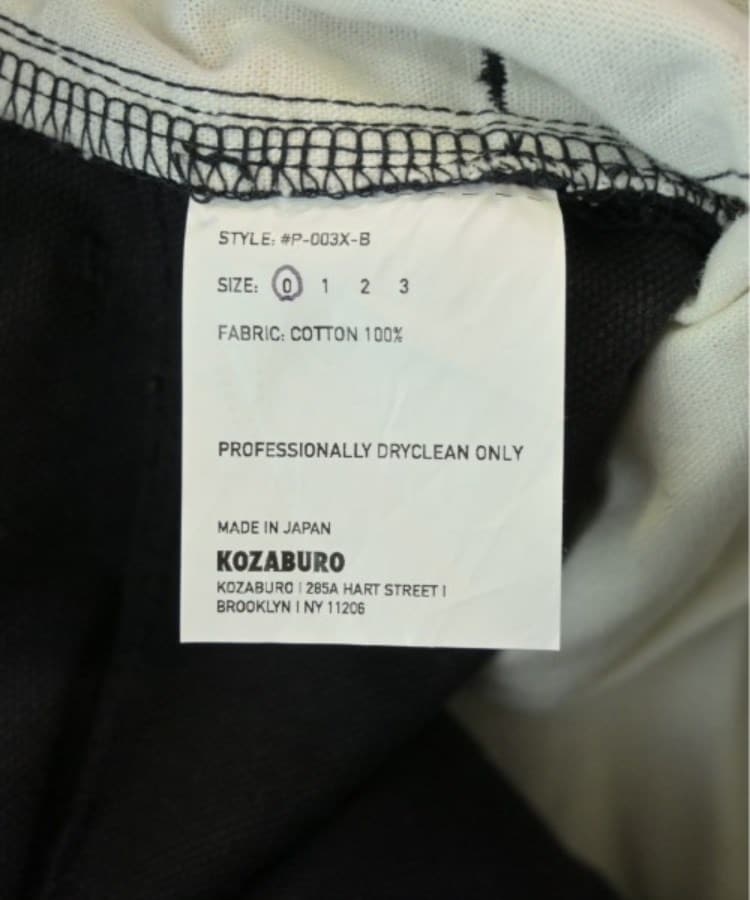 STYLE: #P-003X-B
SIZE: 0 1 2 3
FABRIC: COTTON 100%
PROFESSIONALLY DRYCLEAN ONLY
MADE IN JAPAN
KOZABURO
KOZABURO | 285A HART STREET |
BROOKLYN | NY 11206